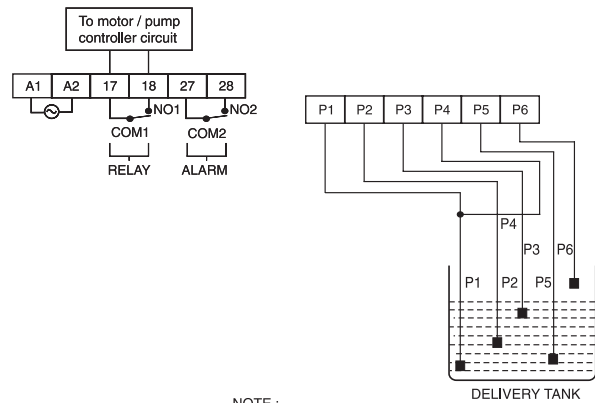 To motor / pump
controller circuit
A1 A2 17 18 27 28
NO1 NO2
COM1 COM2
RELAY ALARM
P1 P2 P3 P4 P5 P6
P4
P3 P6
P1 P2 P5
DELIVERY TANK
NOTE :